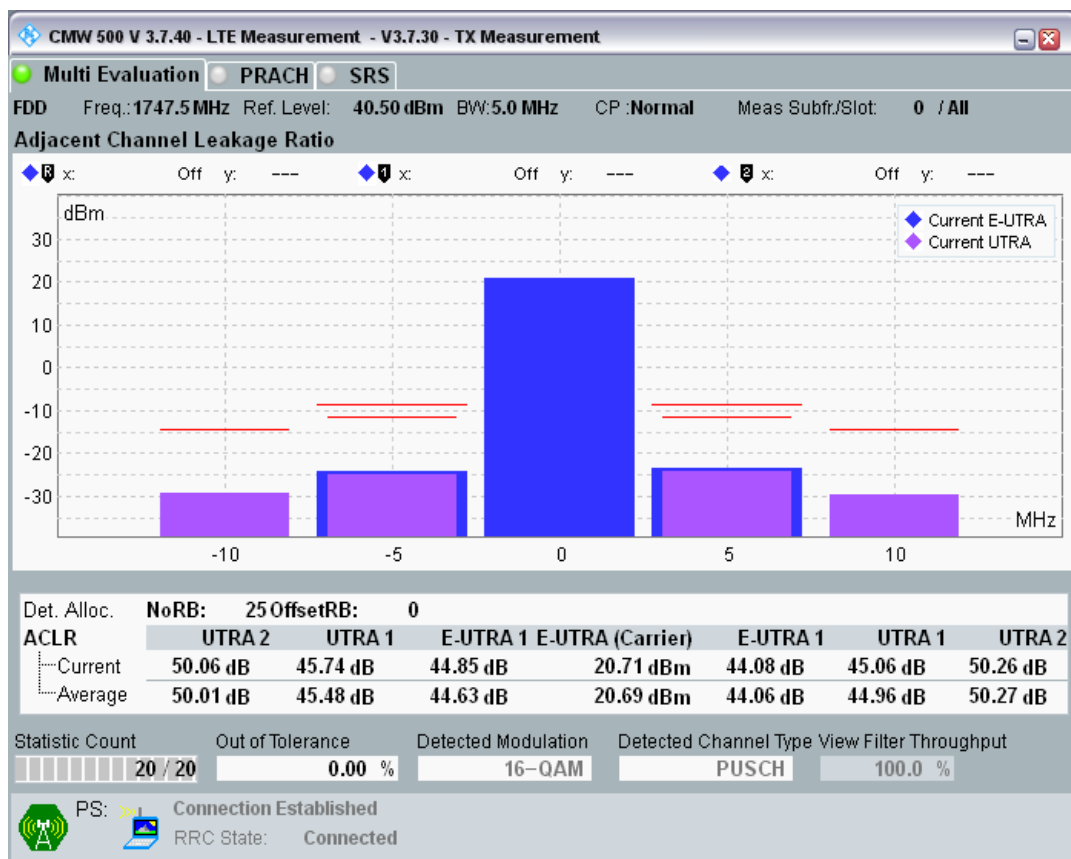 CMW 500 V 3.7.40 - LTE Measurement - V3.7.30 - TX Measurement
Multi Evaluation PRACH SRS
FDD Freq.: 1747.5 MHz Ref. Level: 40.50 dBm BW: 5.0 MHz CP : Normal Meas Subfr./Slot: 0 / All
Adjacent Channel Leakage Ratio
R x: Off y: --- 1 x: Off y: --- 2 x: Off y: ---
dBm
Current E-UTRA
Current UTRA
30
20
10
0
-10
-20
-30
MHz
-10 -5 0 5 10
Det. Alloc. NoRB: 25 OffsetRB: 0
ACLR UTRA 2 UTRA 1 E-UTRA 1 E-UTRA (Carrier) E-UTRA 1 UTRA 1 UTRA 2
Current 50.06 dB 45.74 dB 44.85 dB 20.71 dBm 44.08 dB 45.06 dB 50.26 dB
Average 50.01 dB 45.48 dB 44.63 dB 20.69 dBm 44.06 dB 44.96 dB 50.27 dB
Statistic Count Out of Tolerance Detected Modulation Detected Channel Type View Filter Throughput
20 / 20 0.00 % 16-QAM PUSCH 100.0 %
PS: Connection Established
RRC State: Connected